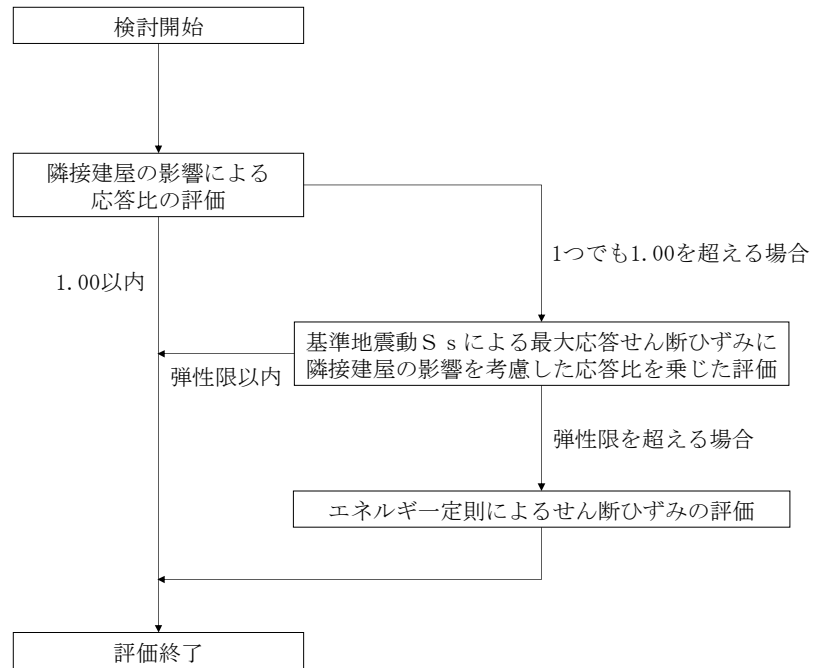 検討開始
隣接建屋の影響による
応答比の評価
1つでも1.00を超える場合
1.00以内
基準地震動Ｓｓによる最大応答せん断ひずみに
隣接建屋の影響を考慮した応答比を乗じた評価
弾性限以内
弾性限を超える場合
エネルギー定則によるせん断ひずみの評価
評価終了